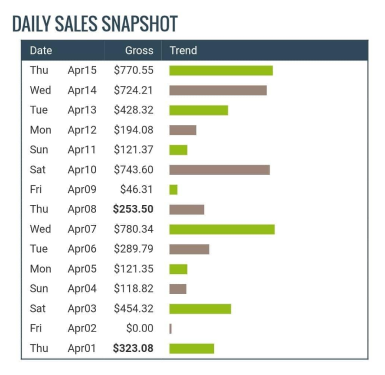 DAILY SALES SNAPSHOT
Date Gross Trend
Thu Apr15 $770.55
Wed Apr14 $724.21
Tue Apr13 $428.32
Mon Apr12 $194.08
Sun Apr11 $121.37
Sat Apr10 $743.60
Fri Apr09 $46.31
Thu Apr08 $253.50
Wed Apr07 $780.34
Tue Apr06 $289.79
Mon Apr05 $121.35
Sun Apr04 $118.82
Sat Apr03 $454.32
Fri Apr02 $0.00
Thu Apr01 $323.08